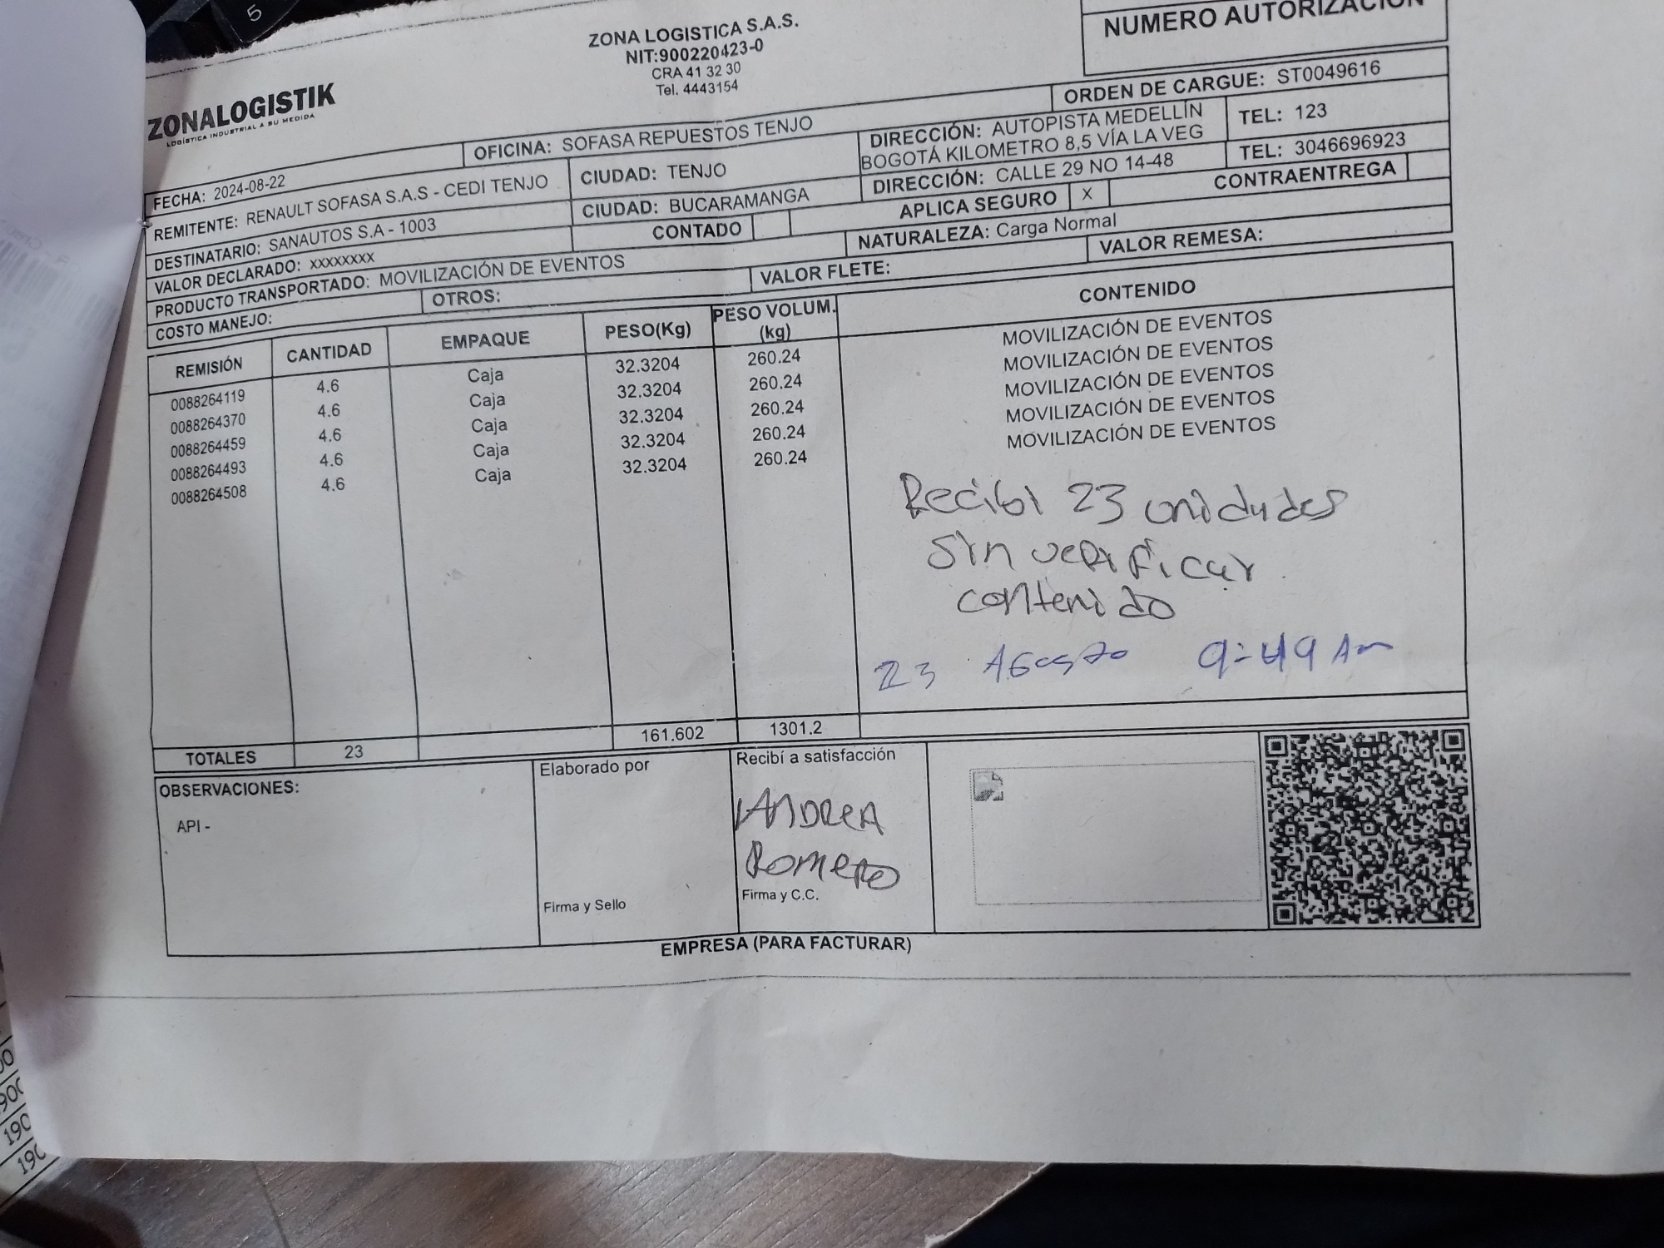 5
ZONA LOGISTICA S.A.S.
NIT:900220423-0
CRA 41 32 30
Tel. 4443154
NUMERO AUTORIZACIÓN
ZONALOGISTIK
LOGÍSTICA INDUSTRIAL A SU MEDIDA
ORDEN DE CARGUE: ST0049616
FECHA: 2024-08-22
OFICINA: SOFASA REPUESTOS TENJO
REMITENTE: RENAULT SOFASA S.A.S - CEDI TENJO
CIUDAD: TENJO
DIRECCIÓN: AUTOPISTA MEDELLÍN
BOGOTÁ KILOMETRO 8,5 VÍA LA VEG
TEL: 123
DESTINATARIO: SANAUTOS S.A - 1003
CIUDAD: BUCARAMANGA
DIRECCIÓN: CALLE 29 NO 14-48
TEL: 3046696923
VALOR DECLARADO: xxxxxxxx
CONTADO
APLICA SEGURO X
CONTRAENTREGA
PRODUCTO TRANSPORTADO: MOVILIZACIÓN DE EVENTOS
NATURALEZA: Carga Normal
COSTO MANEJO:
OTROS:
VALOR FLETE:
VALOR REMESA:
REMISIÓN CANTIDAD EMPAQUE PESO(Kg) PESO VOLUM. (kg) CONTENIDO
0088264119 4.6 Caja 32.3204 260.24 MOVILIZACIÓN DE EVENTOS
0088264370 4.6 Caja 32.3204 260.24 MOVILIZACIÓN DE EVENTOS
0088264459 4.6 Caja 32.3204 260.24 MOVILIZACIÓN DE EVENTOS
0088264493 4.6 Caja 32.3204 260.24 MOVILIZACIÓN DE EVENTOS
0088264508 4.6 Caja 32.3204 260.24 MOVILIZACIÓN DE EVENTOS
Recibi 23 unidades
sin verificar
contenido
23 Agosto 9:49 Am
TOTALES 23 161.602 1301.2
OBSERVACIONES:
API -
Elaborado por
Firma y Sello
Recibí a satisfacción
ANDREA
ROMERO
Firma y C.C.
EMPRESA (PARA FACTURAR)